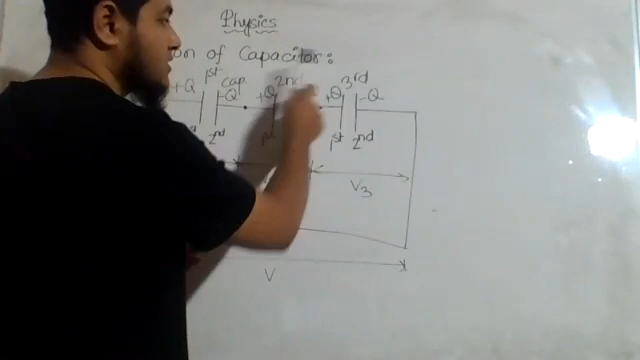 Physics
on of Capacitor:
1st cap. 2nd 3rd
+Q -Q +Q +Q -Q
2nd 1st 1st 2nd
V3
V